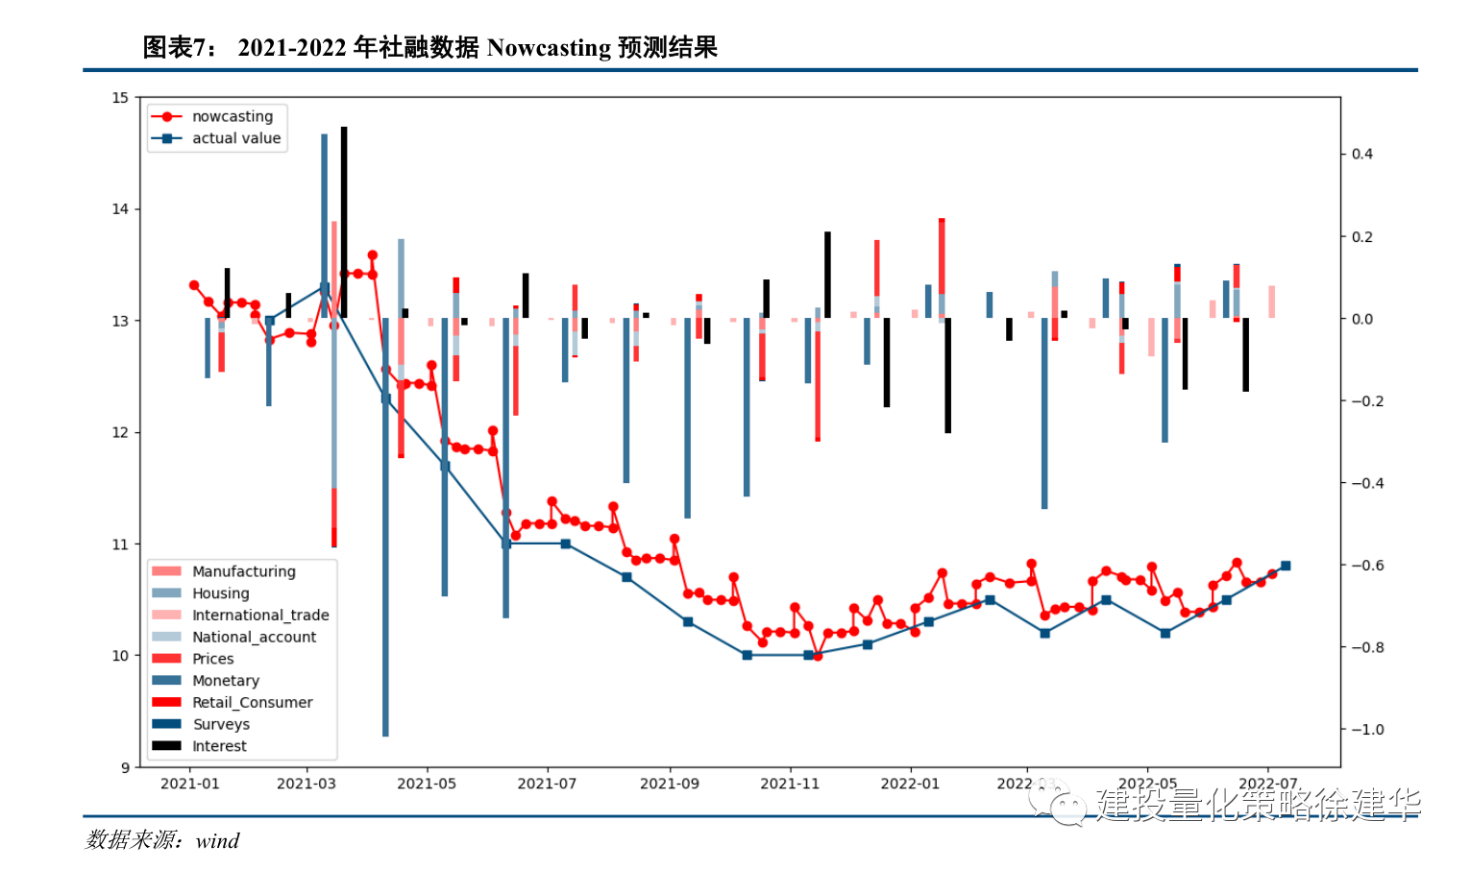 图表7： 2021-2022 年社融数据 Nowcasting 预测结果
nowcasting
actual value
15
14
13
12
11
10
9
0.4
0.2
0.0
−0.2
−0.4
−0.6
−0.8
−1.0
Manufacturing
Housing
International_trade
National_account
Prices
Monetary
Retail_Consumer
Surveys
Interest
2021-01 2021-03 2021-05 2021-07 2021-09 2021-11 2022-01 2022-03 2022-05 2022-07
建投量化策略徐建华
数据来源：wind